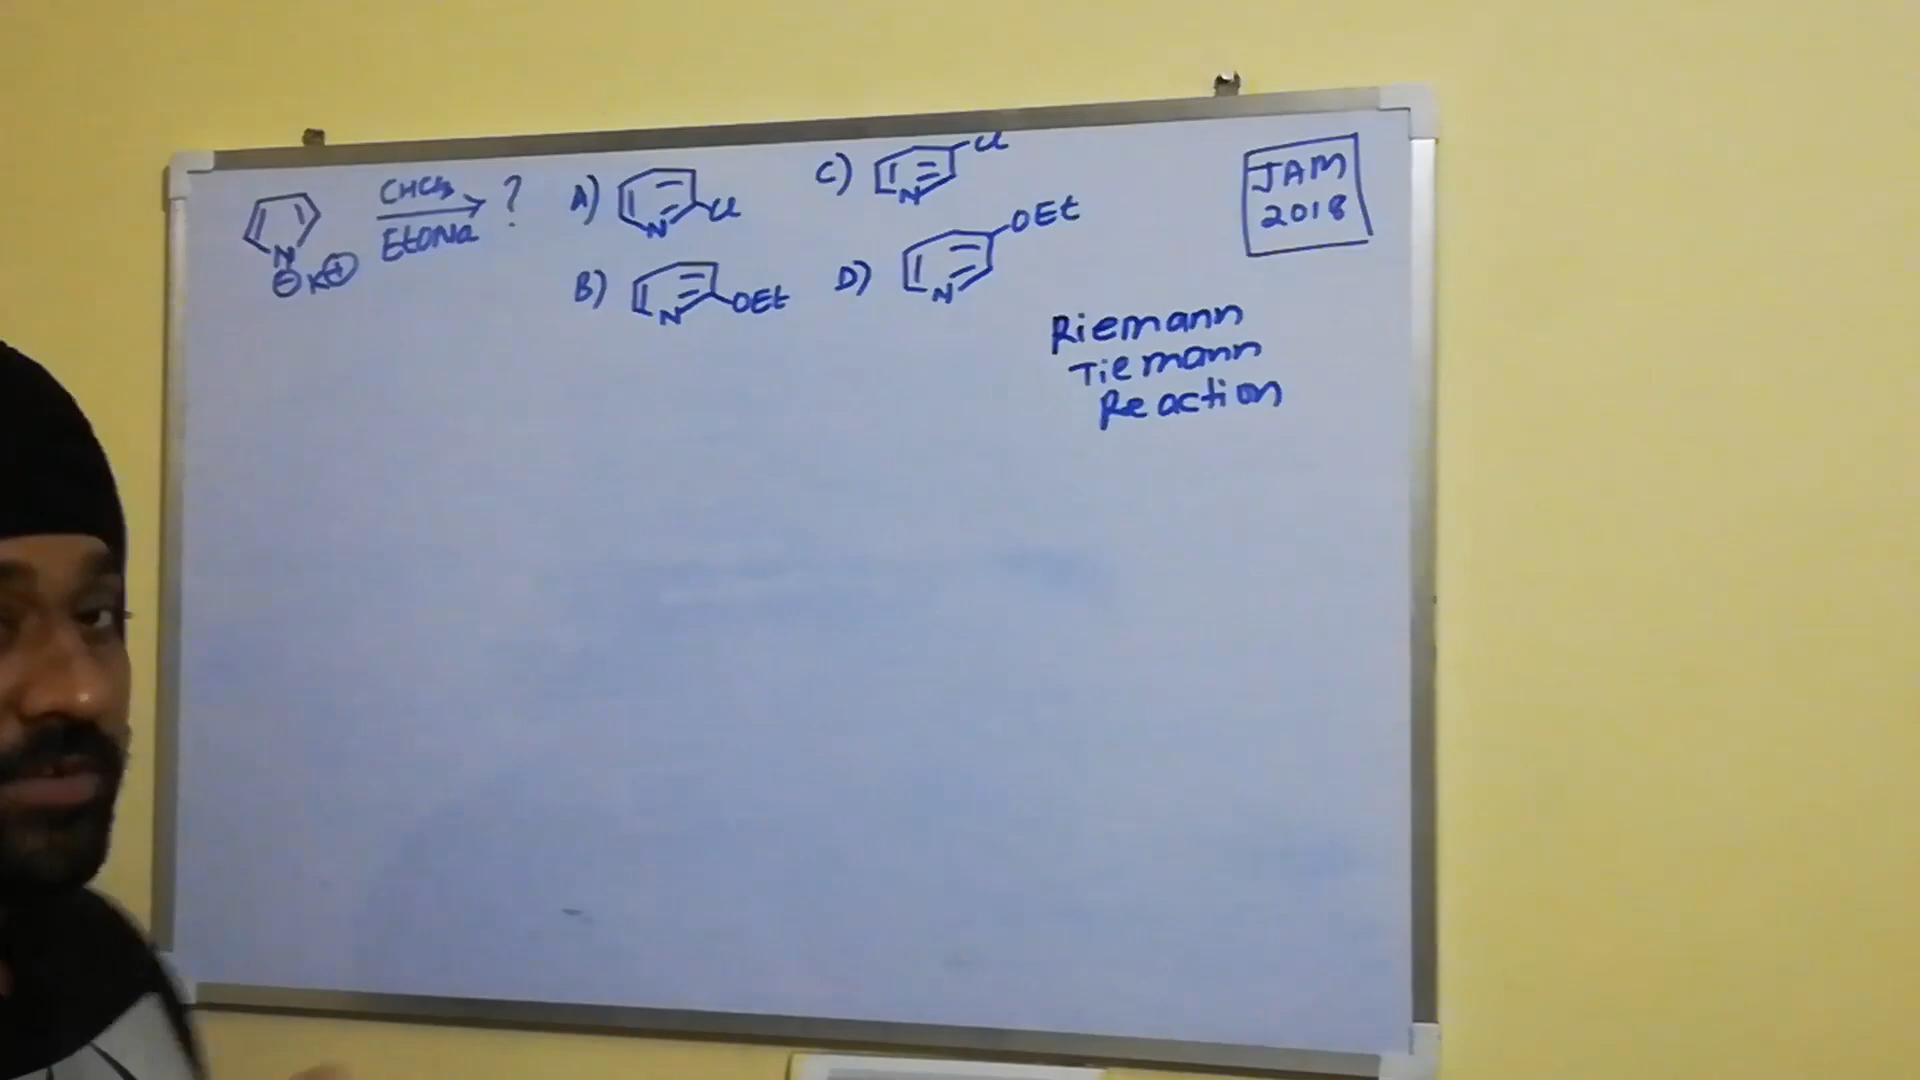 CHCl3
EtONa
?
N
⊖ K⊕
A)
N
Cl
B)
N
OEt
C)
N
Cl
D)
N
OEt
JAM
2018
Riemann
Tiemann
Reaction